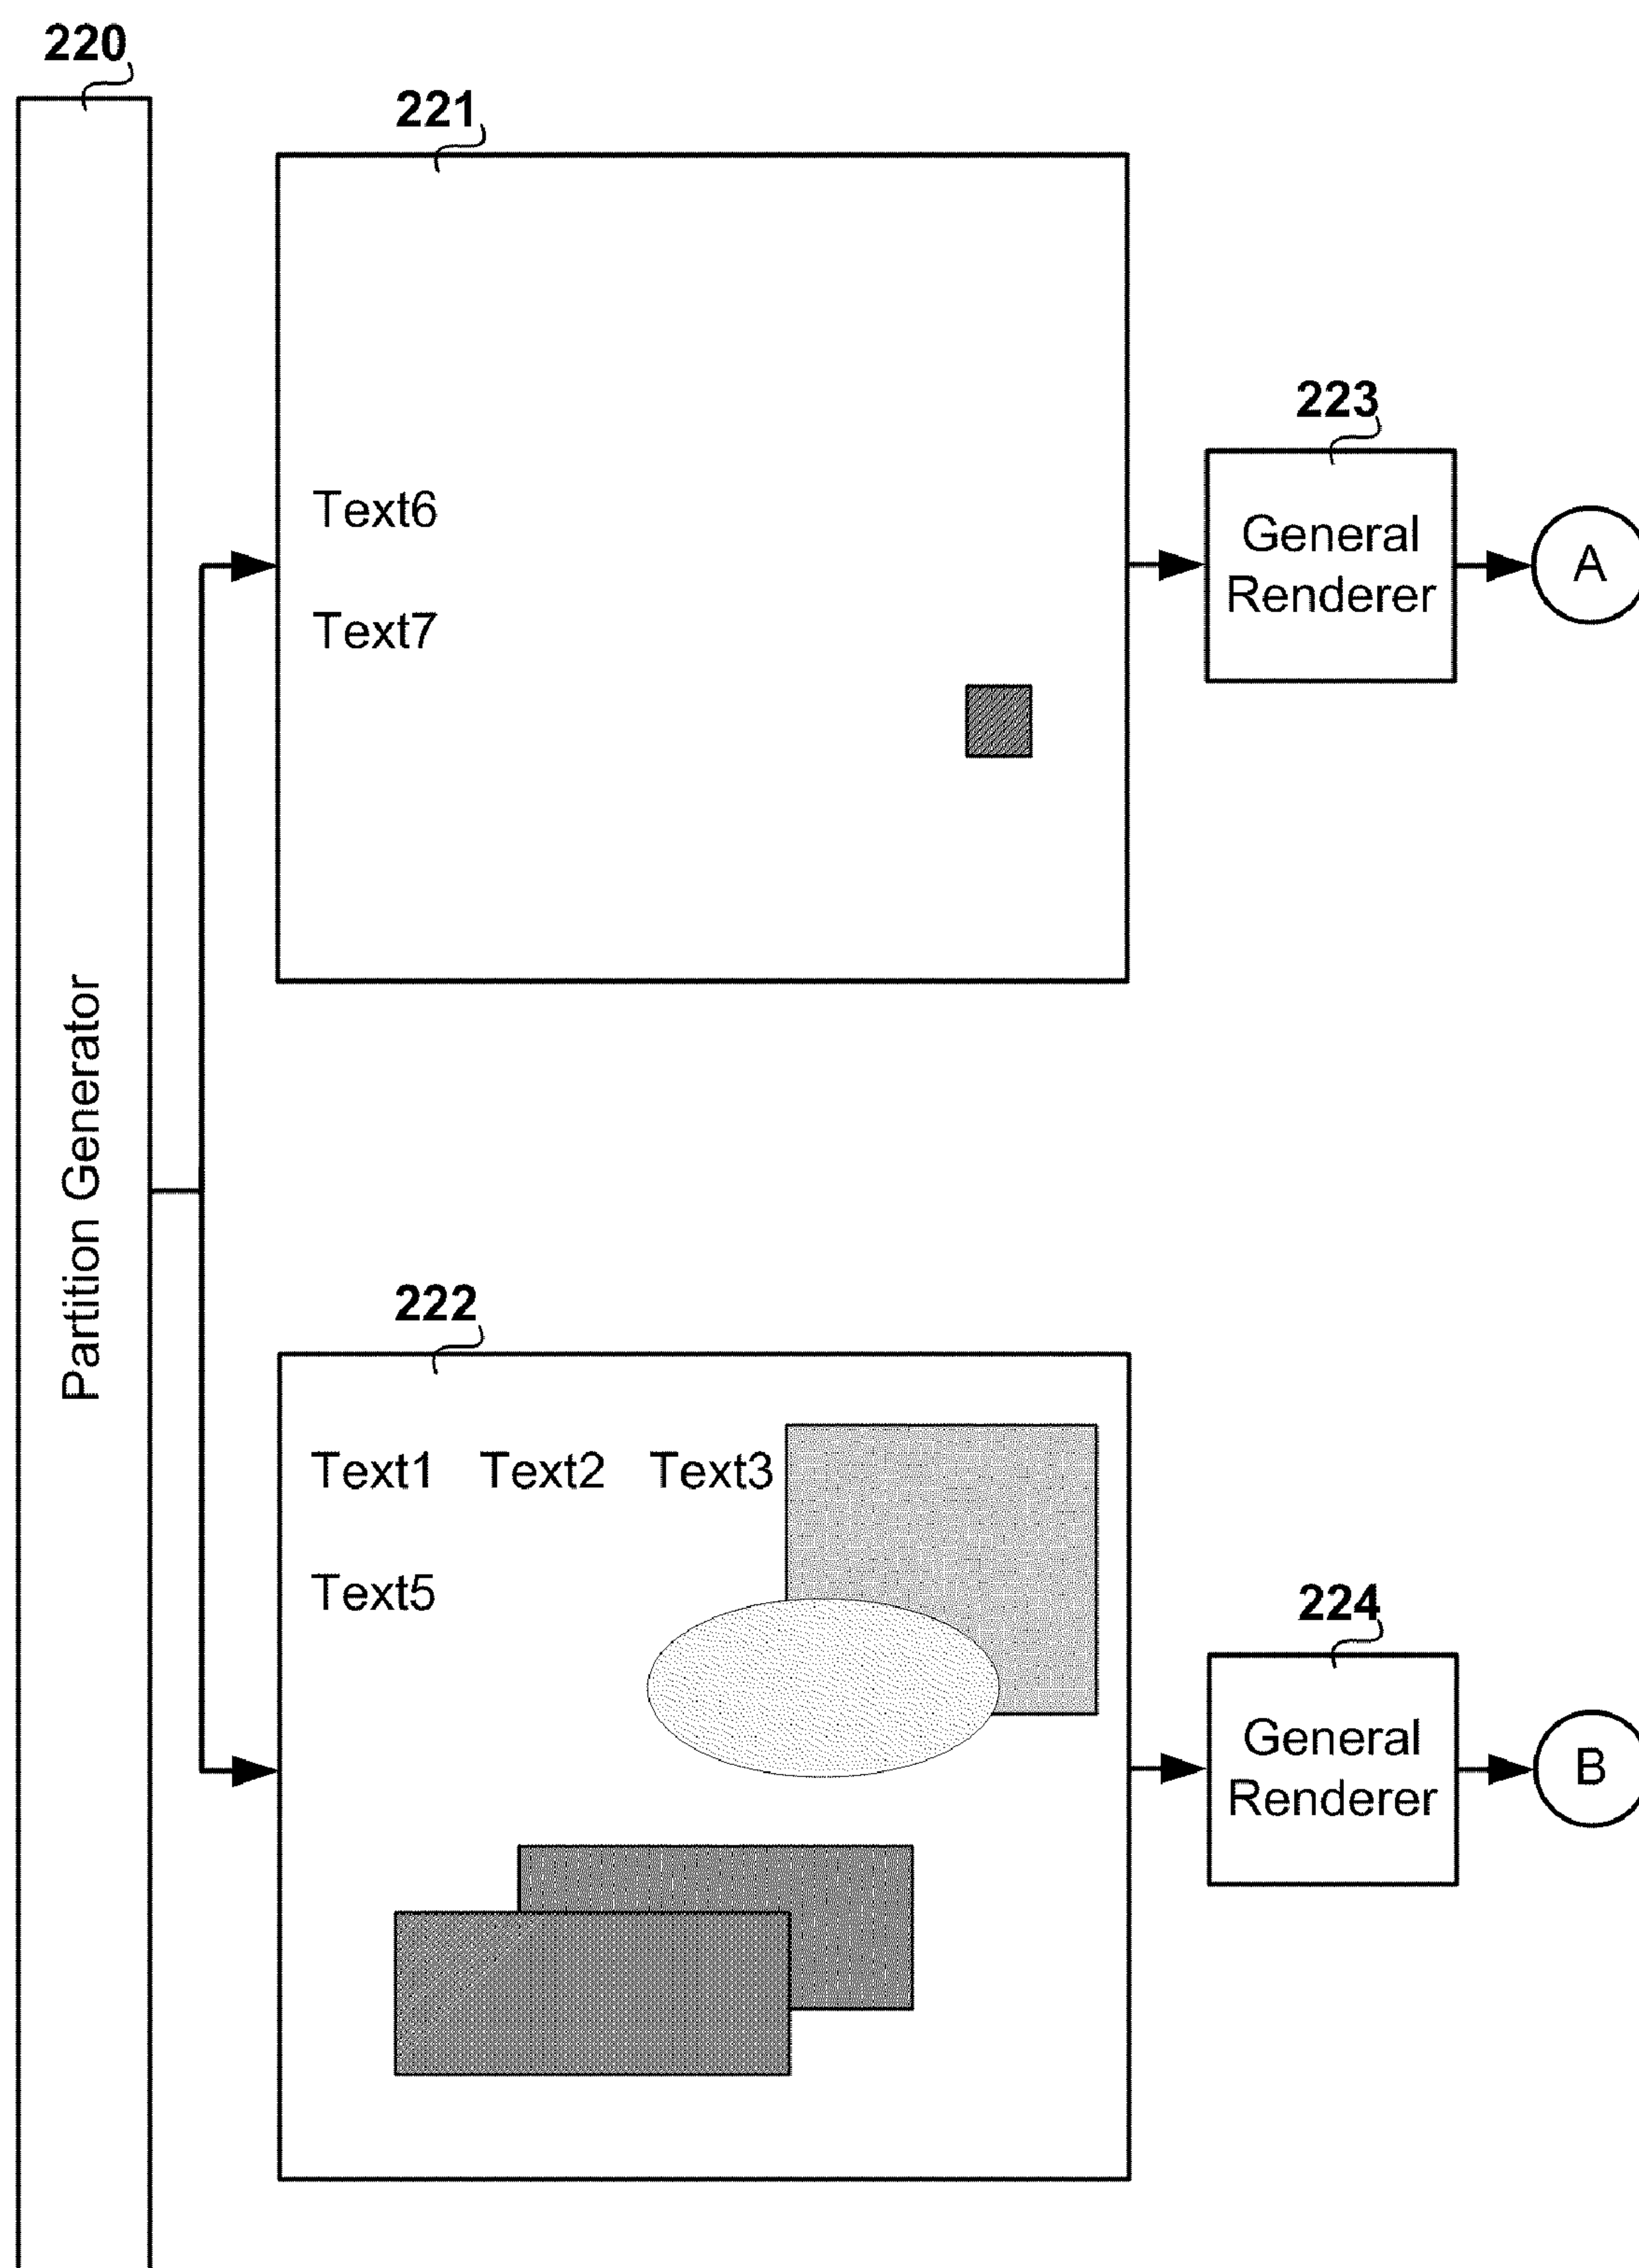 220
221
Text6
Text7
223
General
Renderer
A
Partition Generator
222
Text1 Text2 Text3
Text5
224
General
Renderer
B